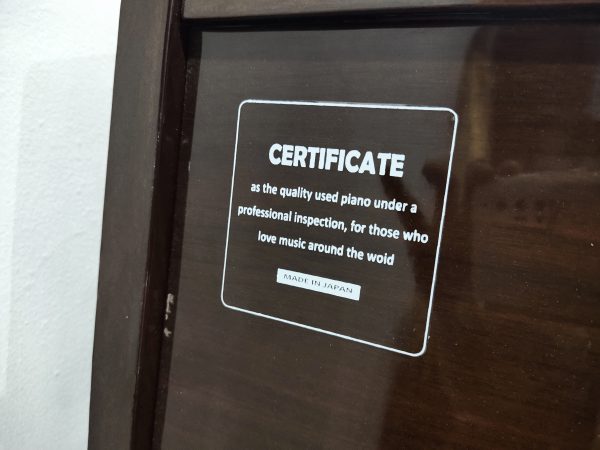 CERTIFICATE
as the quality used piano under a
professional inspection, for those who
love music around the woid
MADE IN JAPAN